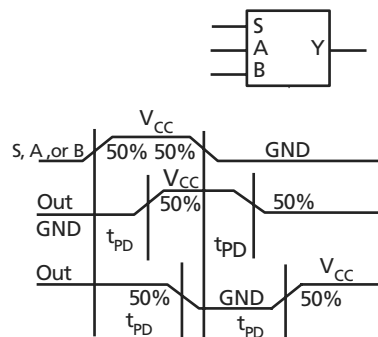 S
A Y
B
V_CC
S, A ,or B 50% 50% GND
V_CC
Out 50% 50%
GND t_PD t_PD
Out V_CC
50% GND 50%
t_PD t_PD